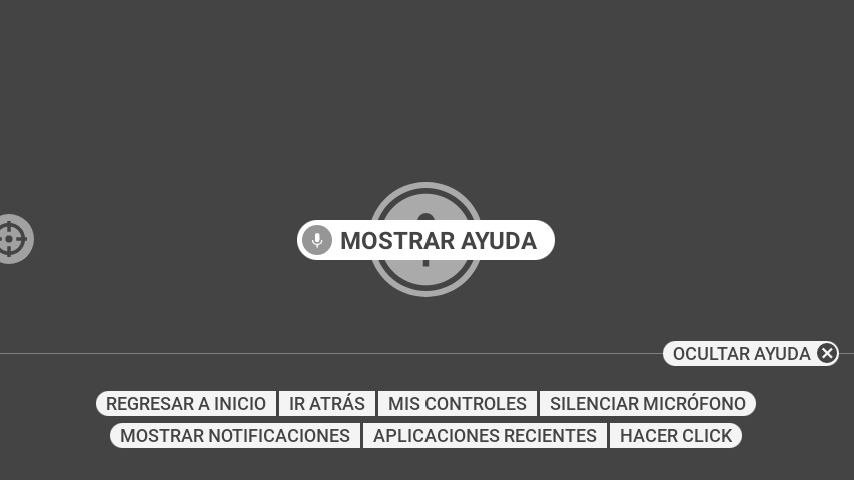 MOSTRAR AYUDA
OCULTAR AYUDA
REGRESAR A INICIO IR ATRÁS MIS CONTROLES SILENCIAR MICRÓFONO
MOSTRAR NOTIFICACIONES APLICACIONES RECIENTES HACER CLICK